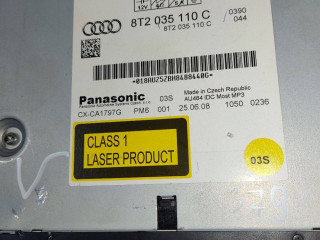 12V
8T2 035 110 C
8T2 035 110 C
0390
044
Panasonic
03S
Made in Czech Republic
AU484 IDC Most MP3
CX-CA1797G
PM6
001
25.06.08
1050
0236
CLASS 1
LASER PRODUCT
03S